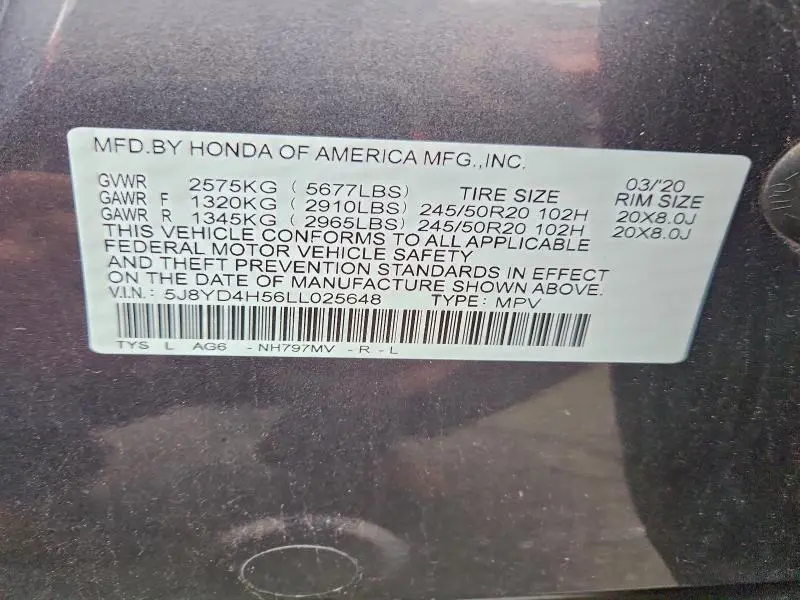 MFD.BY HONDA OF AMERICA MFG.,INC.
03/'20
GVWR 2575KG ( 5677LBS) TIRE SIZE RIM SIZE
GAWR F 1320KG ( 2910LBS) 245/50R20 102H 20X8.0J
GAWR R 1345KG ( 2965LBS) 245/50R20 102H 20X8.0J
THIS VEHICLE CONFORMS TO ALL APPLICABLE
FEDERAL MOTOR VEHICLE SAFETY
AND THEFT PREVENTION STANDARDS IN EFFECT
ON THE DATE OF MANUFACTURE SHOWN ABOVE.
V.I.N.: 5J8YD4H56LL025648 TYPE: MPV
TYS L AG6 - NH797MV - R - L